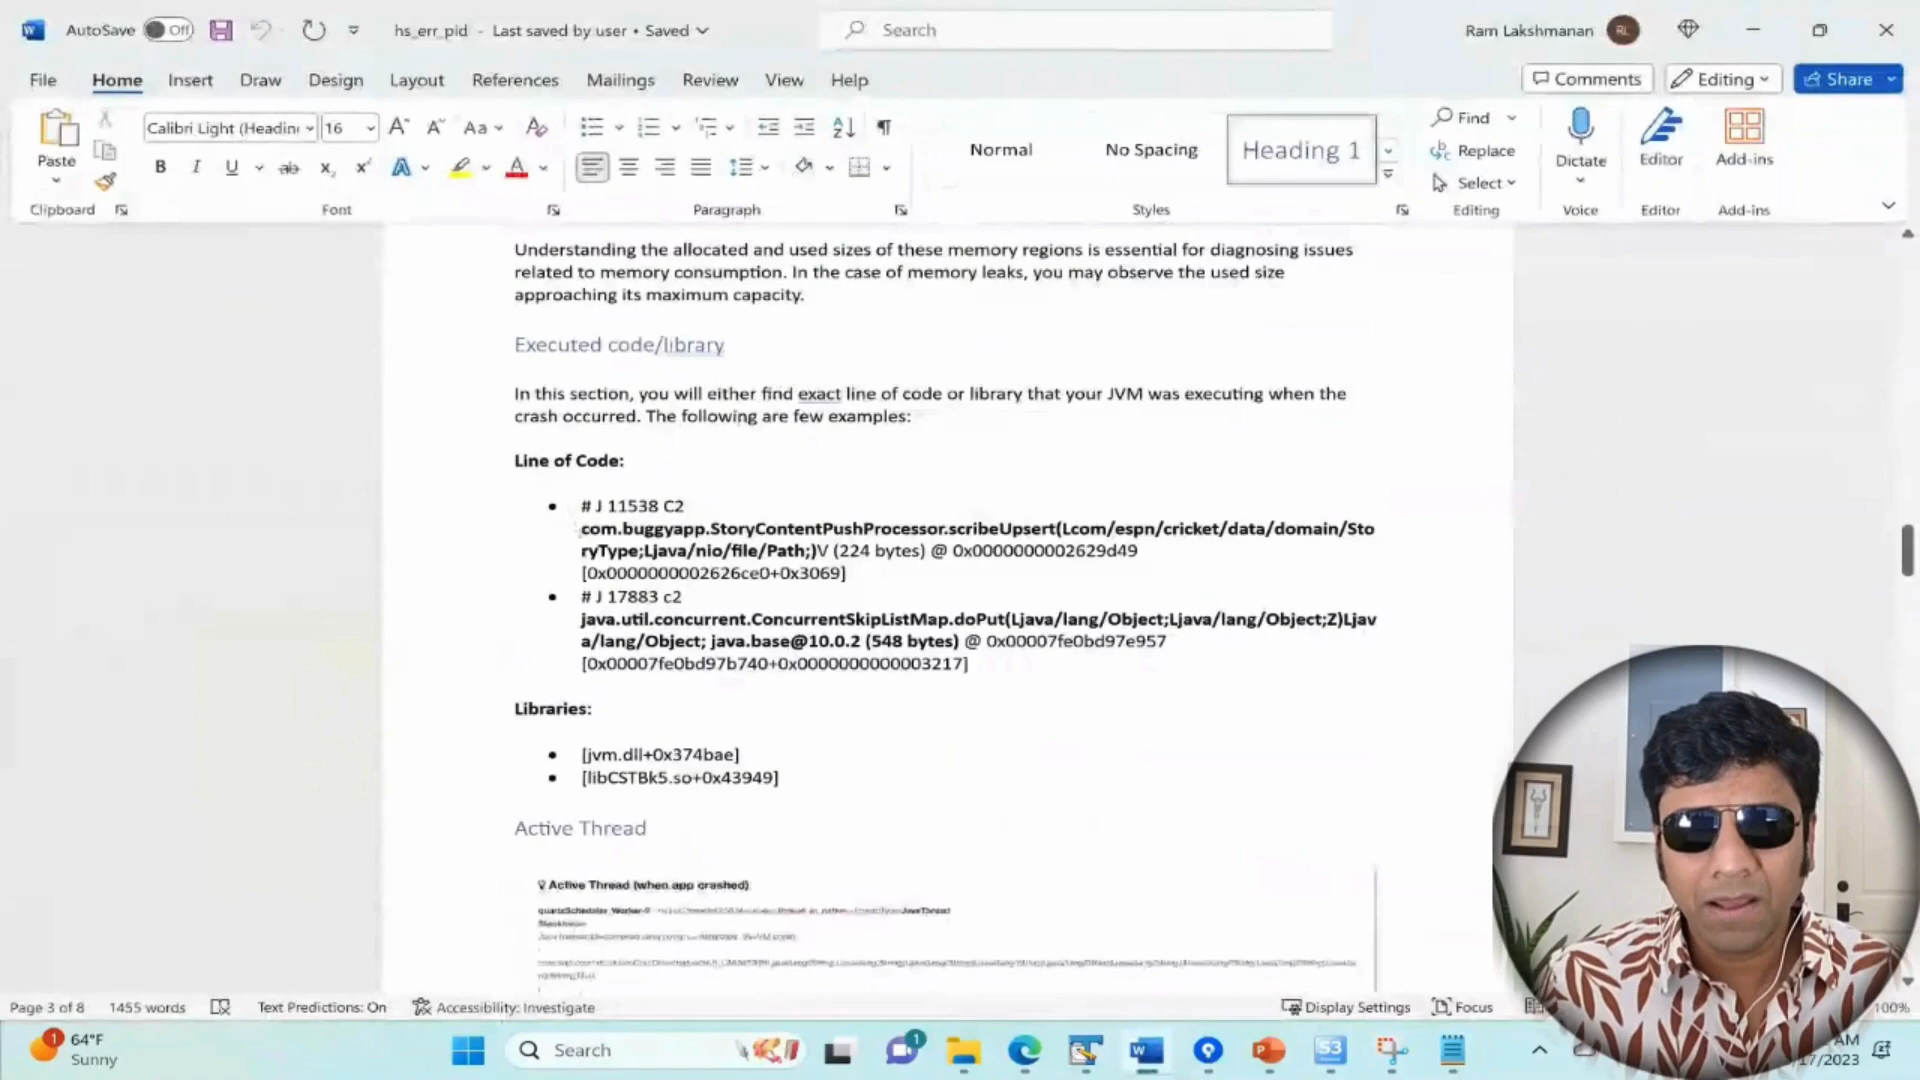 AutoSave Off hs_err_pid - Last saved by user • Saved Search Ram Lakshmanan RL
File Home Insert Draw Design Layout References Mailings Review View Help Comments Editing Share
Calibri Light (Headin 16 Aa
Normal No Spacing Heading 1
Find
Replace
Select
Paste Dictate Editor Add-ins
Clipboard Font Paragraph Styles Editing Voice Editor Add-ins
Understanding the allocated and used sizes of these memory regions is essential for diagnosing issues
related to memory consumption. In the case of memory leaks, you may observe the used size
approaching its maximum capacity.
Executed code/library
In this section, you will either find exact line of code or library that your JVM was executing when the
crash occurred. The following are few examples:
Line of Code:
• # J 11538 C2
com.buggyapp.StoryContentPushProcessor.scribeUpsert(Lcom/espn/cricket/data/domain/Sto
ryType;Ljava/nio/file/Path;)V (224 bytes) @ 0x0000000002629d49
[0x0000000002626ce0+0x3069]
• # J 17883 c2
java.util.concurrent.ConcurrentSkipListMap.doPut(Ljava/lang/Object;Ljava/lang/Object;Z)Ljav
a/lang/Object; java.base@10.0.2 (548 bytes) @ 0x00007fe0bd97e957
[0x00007fe0bd97b740+0x0000000000003217]
Libraries:
• [jvm.dll+0x374bae]
• [libCSTBk5.so+0x43949]
Active Thread
Active Thread (when app crashed)
Page 3 of 8 1455 words Text Predictions: On Accessibility: Investigate Display Settings Focus 100%
64°F
Sunny
Search
AM
/17/2023